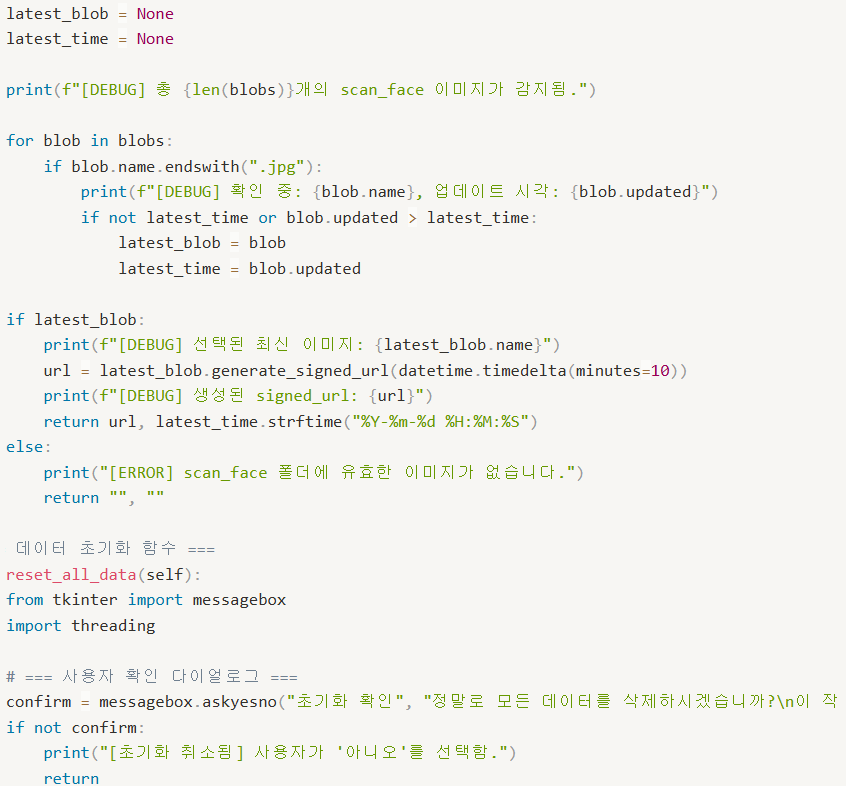 latest_blob = None
latest_time = None
print(f"[DEBUG] 총 {len(blobs)}개의 scan_face 이미지가 감지됨.")
for blob in blobs:
if blob.name.endswith(".jpg"):
print(f"[DEBUG] 확인 중: {blob.name}, 업데이트 시각: {blob.updated}")
if not latest_time or blob.updated > latest_time:
latest_blob = blob
latest_time = blob.updated
if latest_blob:
print(f"[DEBUG] 선택된 최신 이미지: {latest_blob.name}")
url = latest_blob.generate_signed_url(datetime.timedelta(minutes=10))
print(f"[DEBUG] 생성된 signed_url: {url}")
return url, latest_time.strftime("%Y-%m-%d %H:%M:%S")
else:
print("[ERROR] scan_face 폴더에 유효한 이미지가 없습니다.")
return "", ""
데이터 초기화 함수 ===
reset_all_data(self):
from tkinter import messagebox
import threading
# === 사용자 확인 다이얼로그 ===
confirm = messagebox.askyesno("초기화 확인", "정말로 모든 데이터를 삭제하시겠습니까?\n이 작
if not confirm:
print("[초기화 취소됨] 사용자가 '아니오'를 선택함.")
return